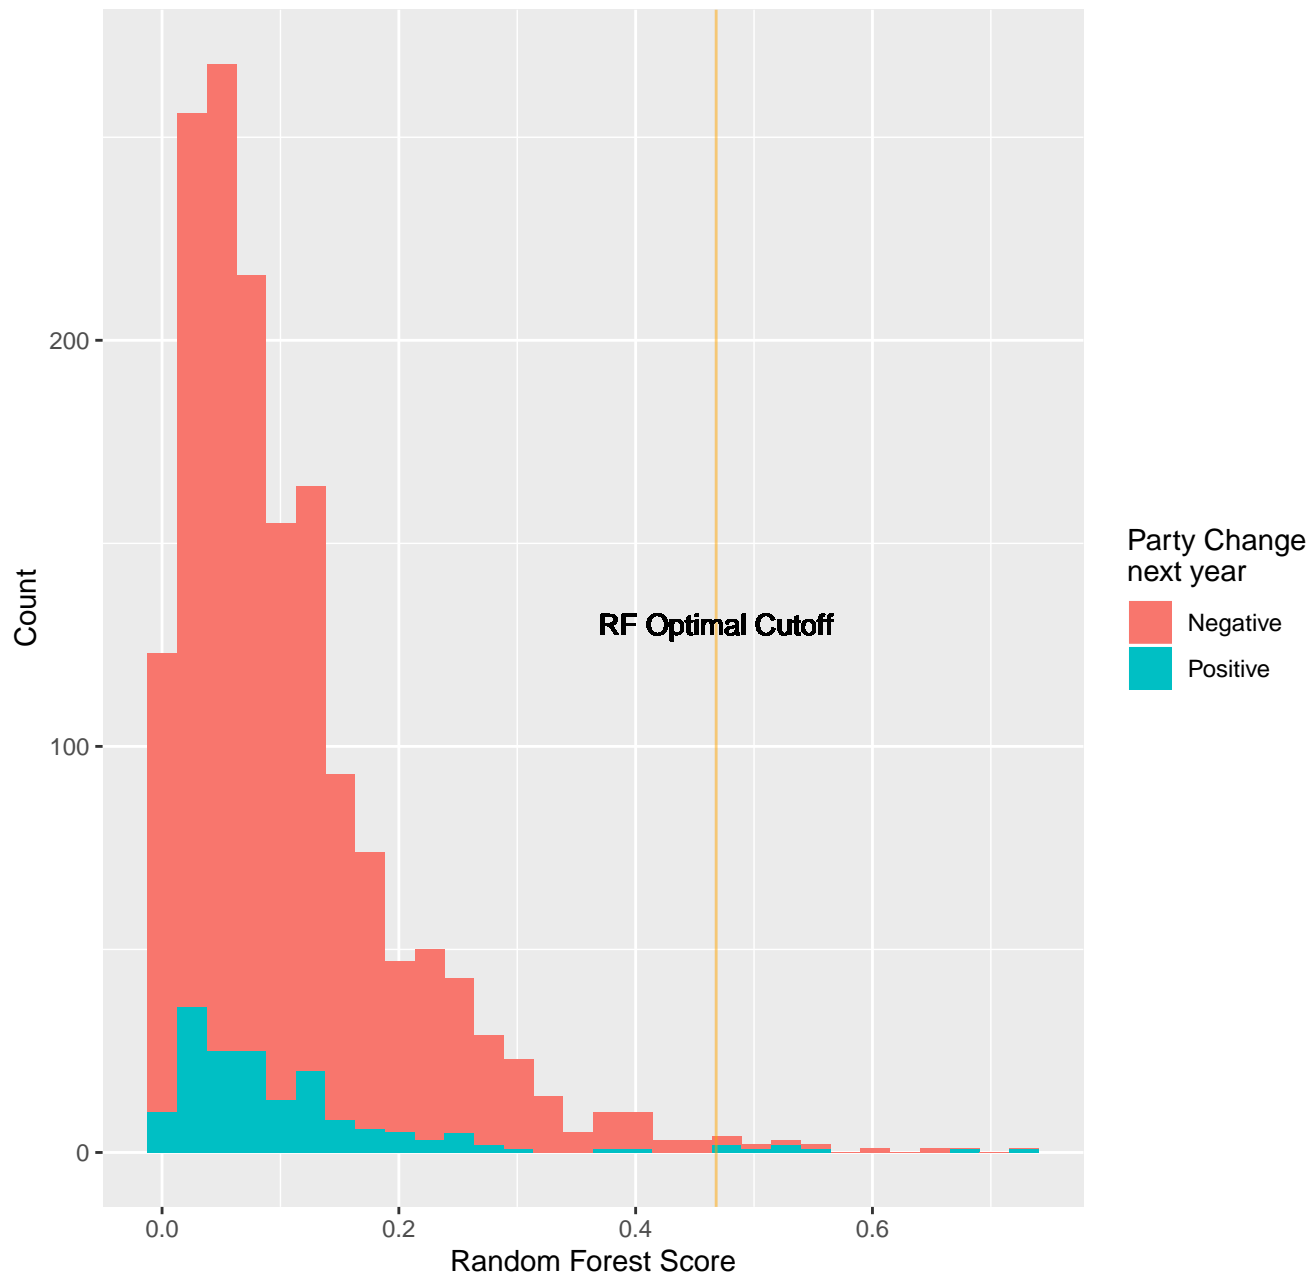 200
100
0
Count
RF Optimal Cutoff
0.0
0.2
0.4
0.6
Random Forest Score
Party Change
next year
Negative
Positive